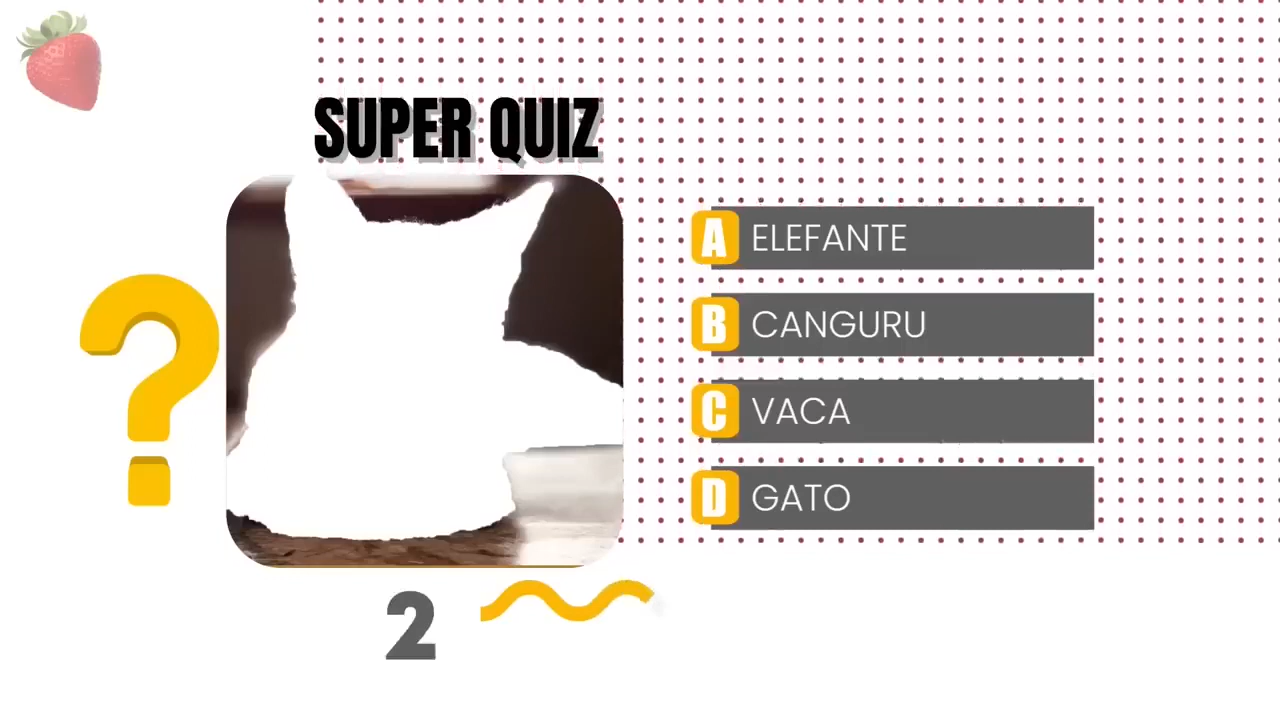 SUPER QUIZ
?
A ELEFANTE
B CANGURU
C VACA
D GATO
2